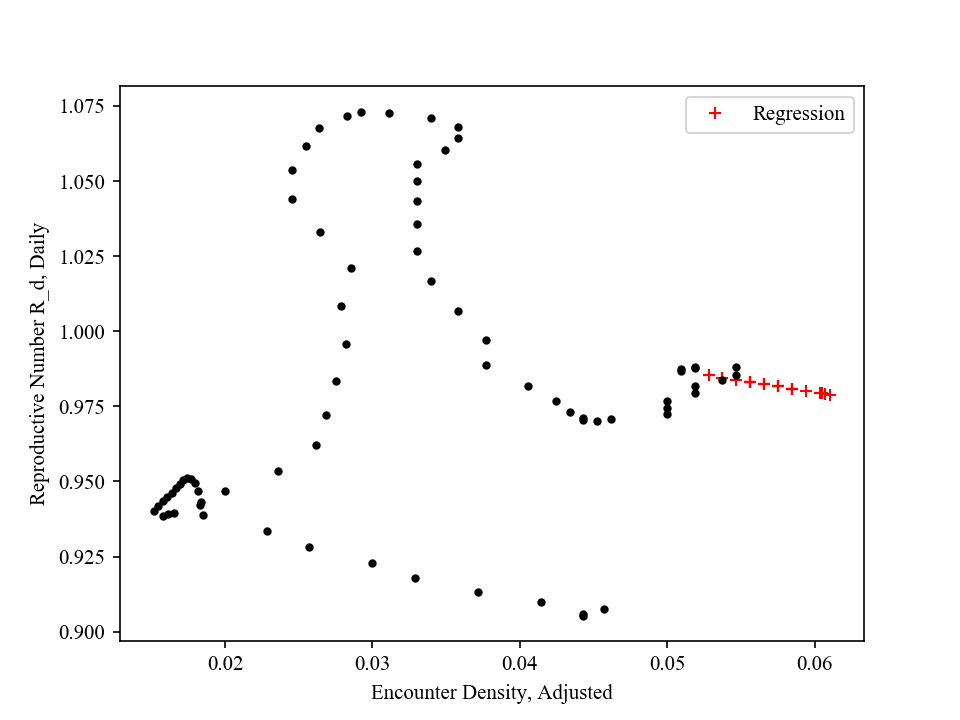 Regression
1.075
1.050
1.025
1.000
0.975
0.950
0.925
0.900
Reproductive Number R_d, Daily
0.02 0.03 0.04 0.05 0.06
Encounter Density, Adjusted